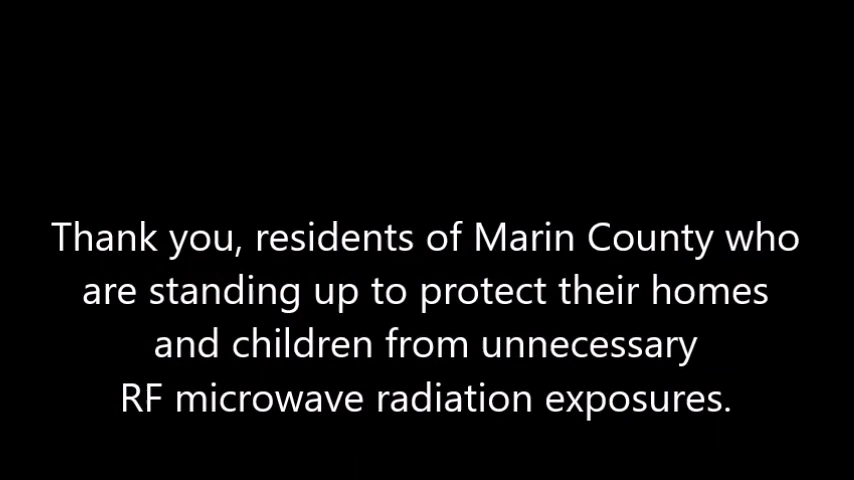 Thank you, residents of Marin County who
are standing up to protect their homes
and children from unnecessary
RF microwave radiation exposures.